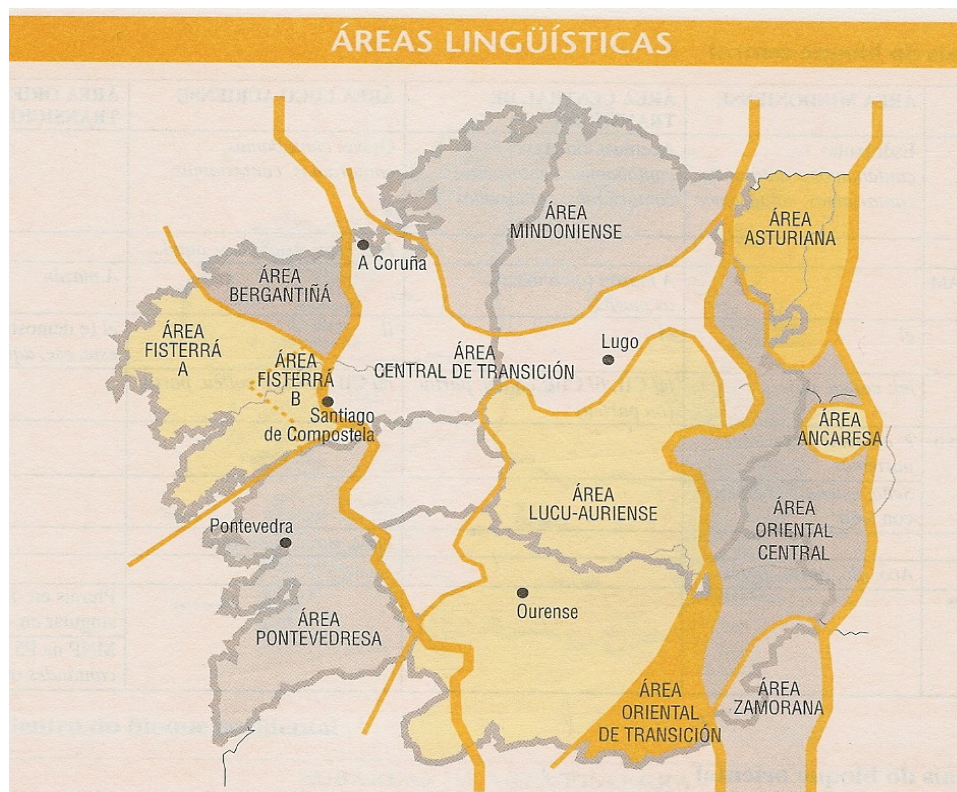 ÁREAS LINGÜÍSTICAS
ÁREA
MINDONIENSE
ÁREA
ASTURIANA
A Coruña
ÁREA
BERGANTIÑÁ
ÁREA
FISTERRÁ
A
ÁREA
FISTERRÁ
B
ÁREA
CENTRAL DE TRANSICIÓN
Lugo
Santiago
de Compostela
ÁREA
ANCARESA
ÁREA
LUCU-AURIENSE
ÁREA
ORIENTAL
CENTRAL
Pontevedra
Ourense
ÁREA
PONTEVEDRESA
ÁREA
ORIENTAL
DE TRANSICIÓN
ÁREA
ZAMORANA